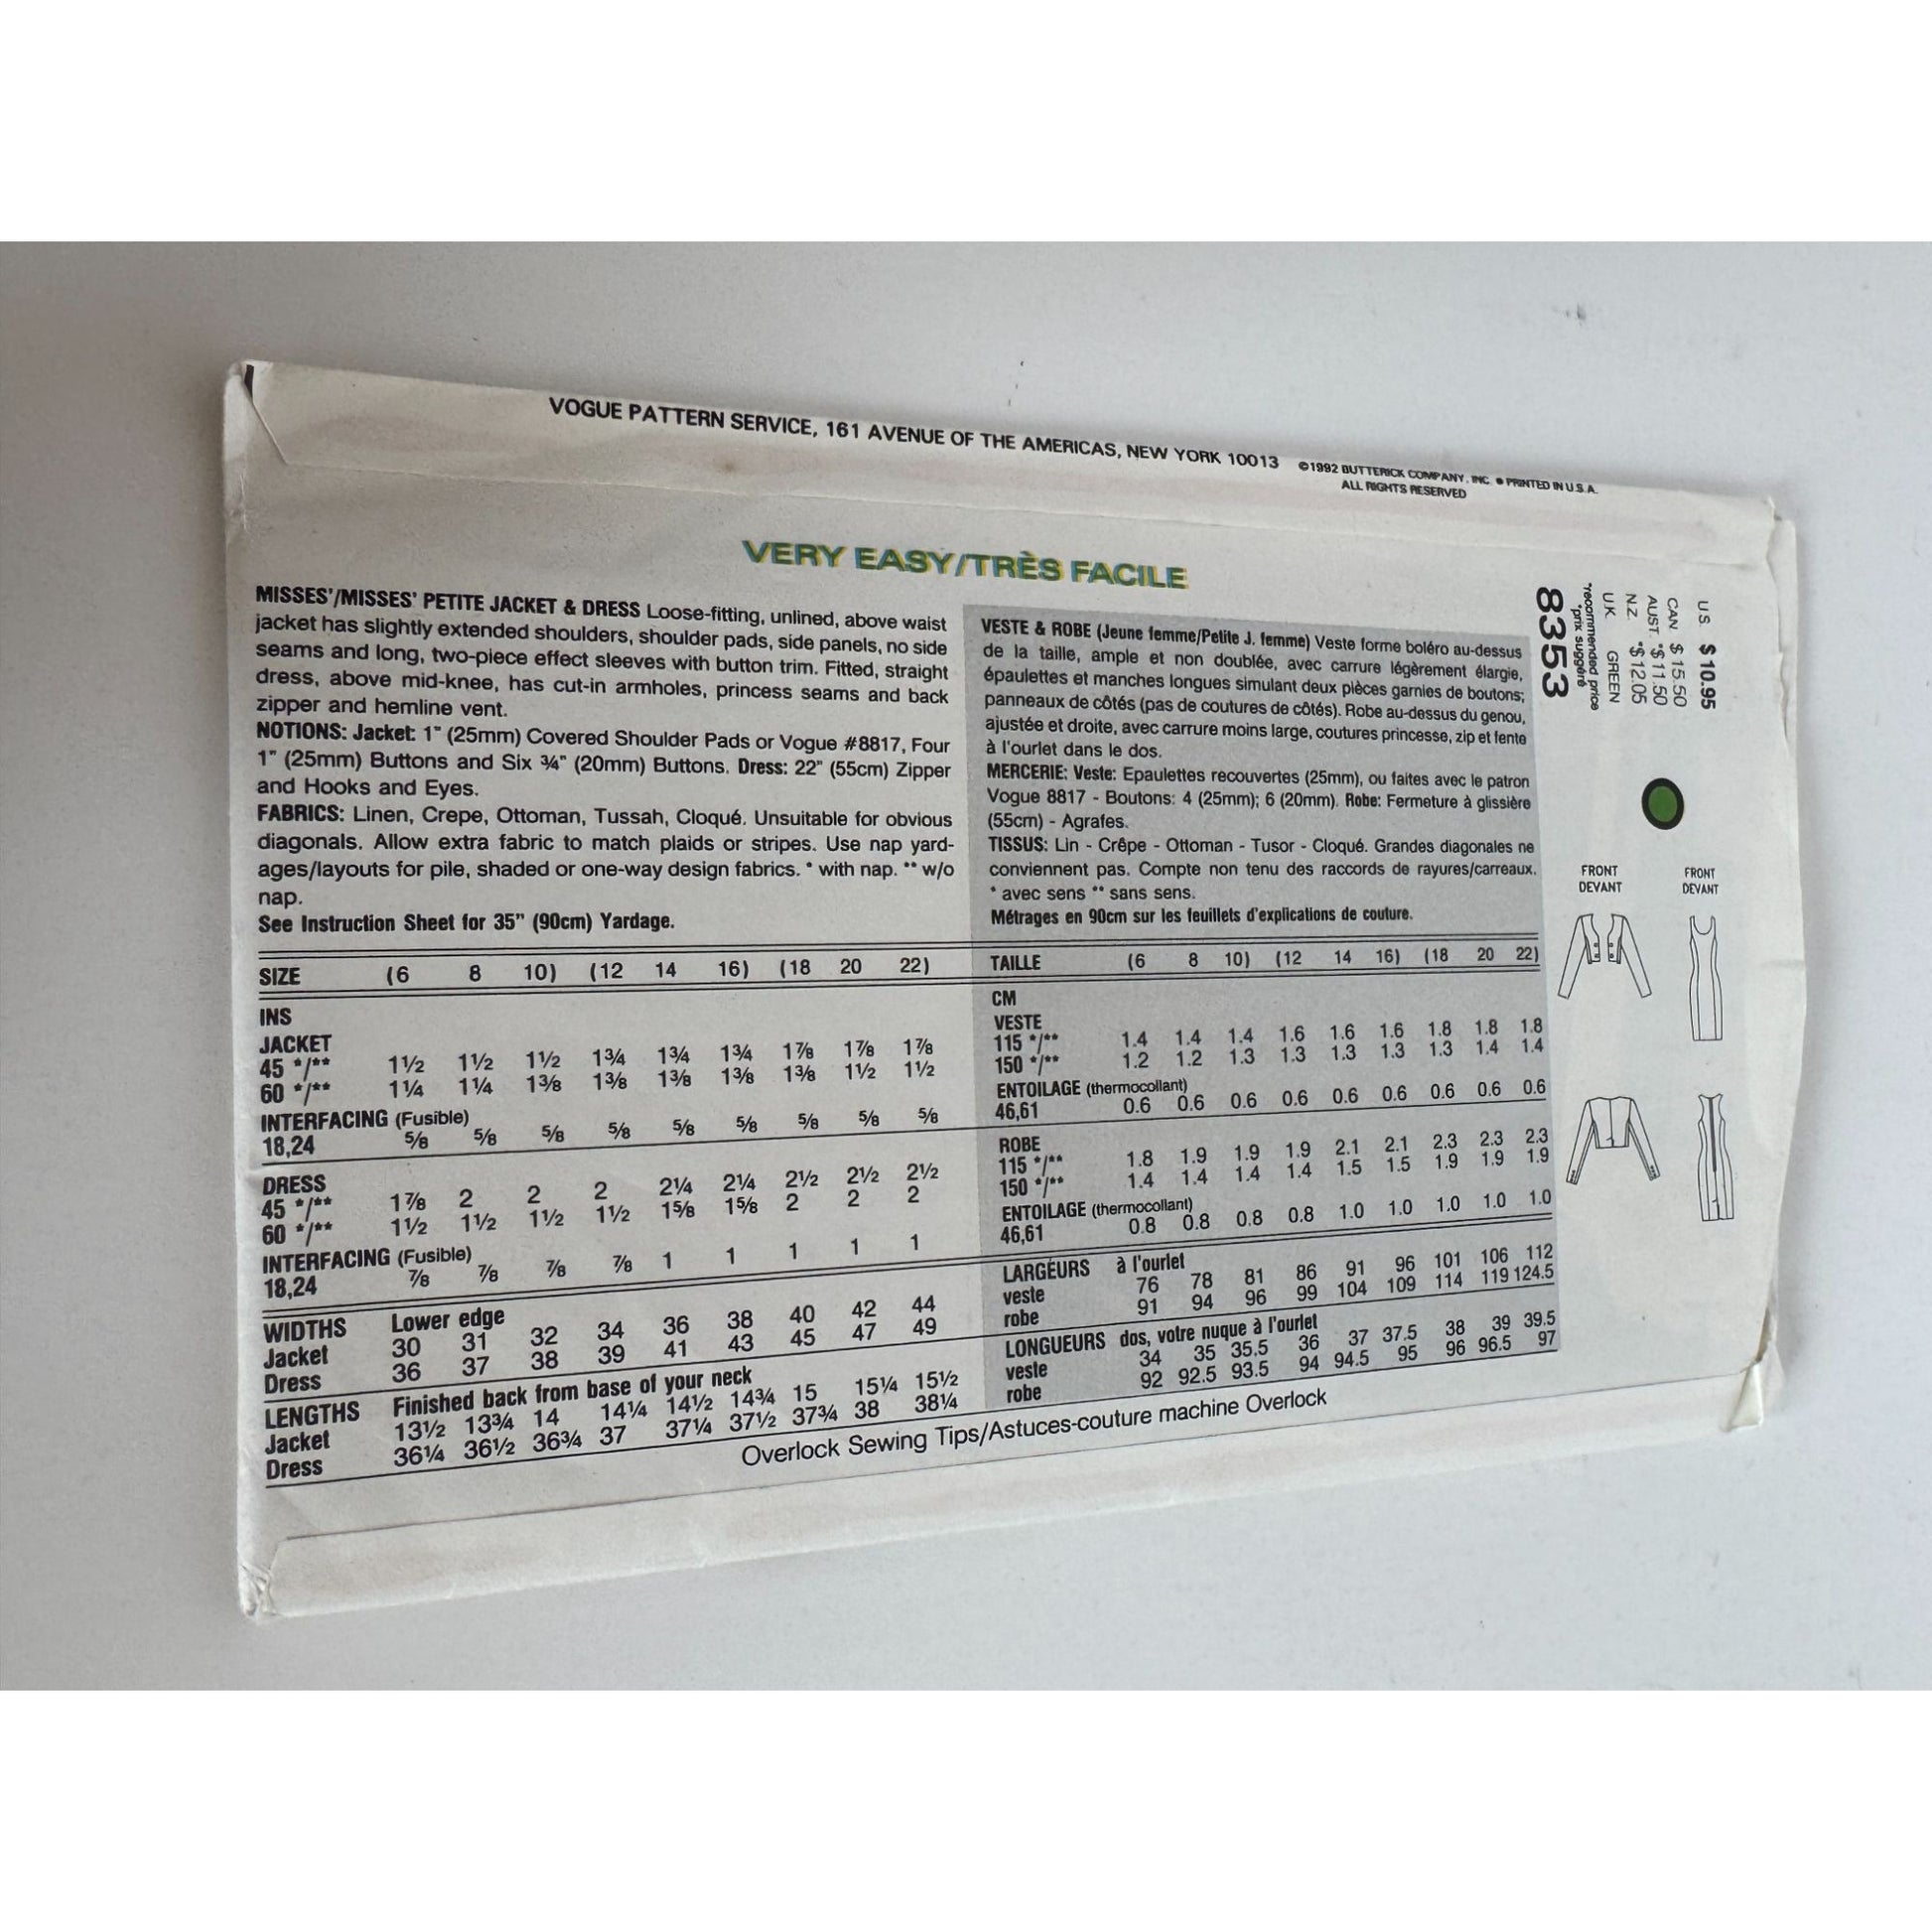 VOGUE PATTERN SERVICE, 161 AVENUE OF THE AMERICAS, NEW YORK 10013 ©1992 BUTTERICK COMPANY, INC. ● PRINTED IN U.S.A.
ALL RIGHTS RESERVED
VERY EASY/TRÈS FACILE
MISSES'/MISSES' PETITE JACKET & DRESS Loose-fitting, unlined, above waist
jacket has slightly extended shoulders, shoulder pads, side panels, no side
seams and long, two-piece effect sleeves with button trim. Fitted, straight
dress, above mid-knee, has cut-in armholes, princess seams and back
zipper and hemline vent.
NOTIONS: Jacket: 1" (25mm) Covered Shoulder Pads or Vogue #8817, Four
1" (25mm) Buttons and Six ¾" (20mm) Buttons. Dress: 22" (55cm) Zipper
and Hooks and Eyes.
FABRICS: Linen, Crepe, Ottoman, Tussah, Cloqué. Unsuitable for obvious
diagonals. Allow extra fabric to match plaids or stripes. Use nap yard-
ages/layouts for pile, shaded or one-way design fabrics. * with nap. ** w/o
nap.
See Instruction Sheet for 35" (90cm) Yardage.
SIZE (6 8 10) (12 14 16) (18 20 22)
INS
JACKET
45 */** 1½ 1½ 1½ 1¾ 1¾ 1¾ 1⅞ 1⅞ 1⅞
60 */** 1¼ 1¼ 1⅜ 1⅜ 1⅜ 1⅜ 1⅜ 1½ 1½
INTERFACING (Fusible)
18,24 ⅝ ⅝ ⅝ ⅝ ⅝ ⅝ ⅝ ⅝ ⅝
DRESS
45 */** 1⅞ 2 2 2 2¼ 2¼ 2½ 2½ 2½
60 */** 1½ 1½ 1½ 1½ 1⅝ 1⅝ 2 2 2
INTERFACING (Fusible)
18,24 ⅞ ⅞ ⅞ ⅞ 1 1 1 1 1
WIDTHS Lower edge
Jacket 30 31 32 34 36 38 40 42 44
Dress 36 37 38 39 41 43 45 47 49
LENGTHS Finished back from base of your neck
Jacket 13½ 13¾ 14 14¼ 14½ 14¾ 15 15¼ 15½
Dress 36¼ 36½ 36¾ 37 37¼ 37½ 37¾ 38 38¼
VESTE & ROBE (Jeune femme/Petite J. femme) Veste forme boléro au-dessus
de la taille, ample et non doublée, avec carrure légèrement élargie,
épaulettes et manches longues simulant deux pièces garnies de boutons;
panneaux de côtés (pas de coutures de côtés). Robe au-dessus du genou,
ajustée et droite, avec carrure moins large, coutures princesse, zip et fente
à l'ourlet dans le dos.
MERCERIE: Veste: Epaulettes recouvertes (25mm), ou faites avec le patron
Vogue 8817 - Boutons: 4 (25mm); 6 (20mm). Robe: Fermeture à glissière
(55cm) - Agrafes.
TISSUS: Lin - Crêpe - Ottoman - Tusor - Cloqué. Grandes diagonales ne
conviennent pas. Compte non tenu des raccords de rayures/carreaux.
* avec sens ** sans sens.
Métrages en 90cm sur les feuillets d'explications de couture.
TAILLE (6 8 10) (12 14 16) (18 20 22)
CM
VESTE
115 */** 1.4 1.4 1.4 1.6 1.6 1.6 1.8 1.8 1.8
150 */** 1.2 1.2 1.3 1.3 1.3 1.3 1.3 1.4 1.4
ENTOILAGE (thermocollant)
46,61 0.6 0.6 0.6 0.6 0.6 0.6 0.6 0.6 0.6
ROBE
115 */** 1.8 1.9 1.9 1.9 2.1 2.1 2.3 2.3 2.3
150 */** 1.4 1.4 1.4 1.4 1.5 1.5 1.9 1.9 1.9
ENTOILAGE (thermocollant)
46,61 0.8 0.8 0.8 0.8 1.0 1.0 1.0 1.0 1.0
LARGEURS à l'ourlet
veste 76 78 81 86 91 96 101 106 112
robe 91 94 96 99 104 109 114 119 124.5
LONGUEURS dos, votre nuque à l'ourlet
veste 34 35 35.5 36 37 37.5 38 39 39.5
robe 92 92.5 93.5 94 94.5 95 96 96.5 97
Overlock Sewing Tips/Astuces-couture machine Overlock
U.S. $ 10.95
CAN. $ 15.50
AUST. *$ 11.50
N.Z. *$ 12.05
U.K. GREEN
*recommended price
*prix suggéré
8353
FRONT
DEVANT
FRONT
DEVANT